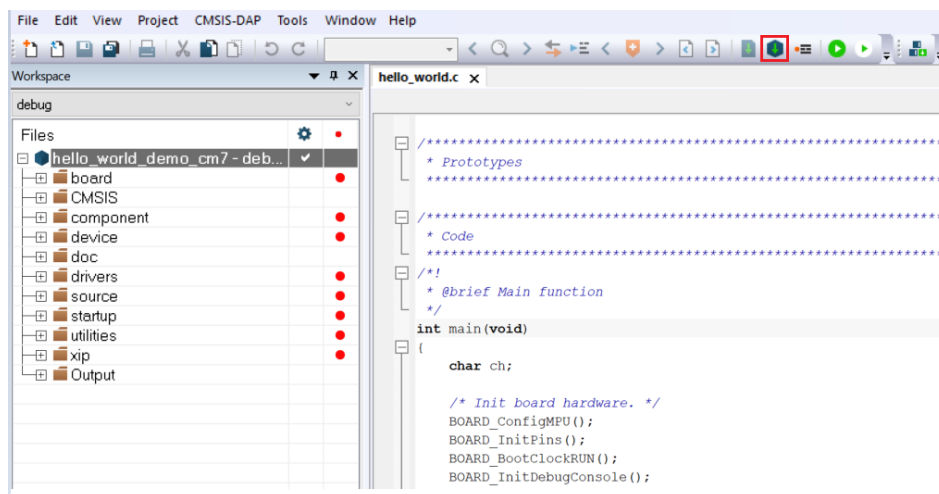 File Edit View Project CMSIS-DAP Tools Window Help
Workspace
debug
Files
hello_world_demo_cm7 - deb...
board
CMSIS
component
device
doc
drivers
source
startup
utilities
xip
Output
hello_world.c
/*******************************************************************************
* Prototypes
*******************************************************************************
/*******************************************************************************
* Code
*******************************************************************************
/*!
* @brief Main function
*/
int main(void)
{
char ch;
/* Init board hardware. */
BOARD_ConfigMPU();
BOARD_InitPins();
BOARD_BootClockRUN();
BOARD_InitDebugConsole();